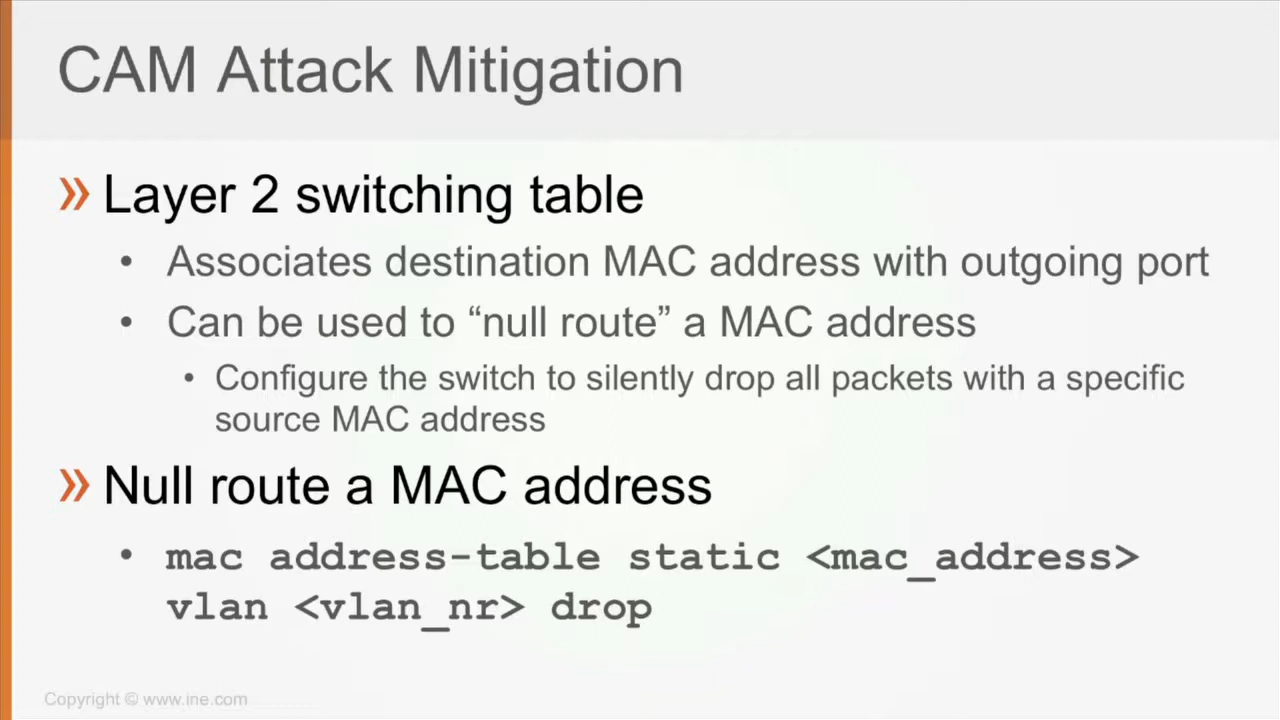 CAM Attack Mitigation
» Layer 2 switching table
• Associates destination MAC address with outgoing port
• Can be used to “null route” a MAC address
• Configure the switch to silently drop all packets with a specific
source MAC address
» Null route a MAC address
• mac address-table static <mac_address>
vlan <vlan_nr> drop
Copyright © www.ine.com